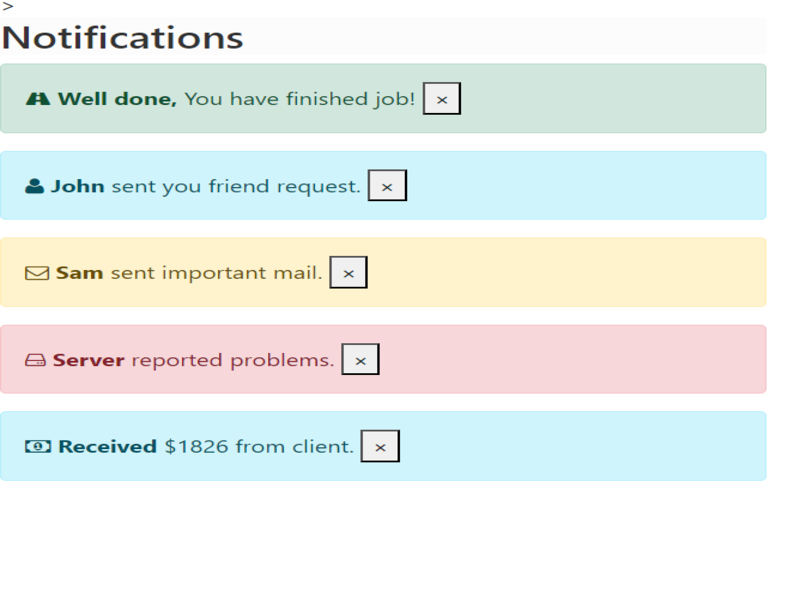 >
Notifications
Well done, You have finished job! ×
John sent you friend request. ×
Sam sent important mail. ×
Server reported problems. ×
Received $1826 from client. ×